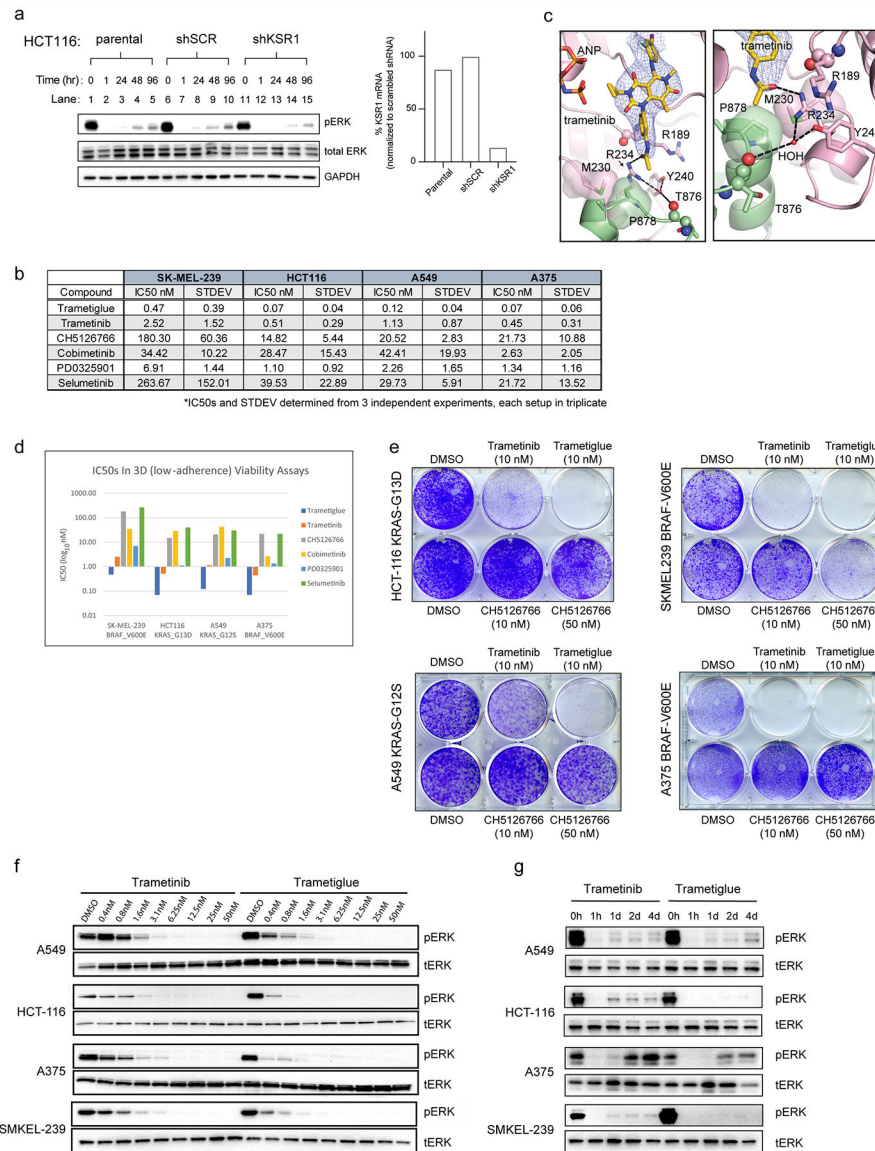 a
HCT116: parental shSCR shKSR1
Time (hr) 0 1 24 48 96 0 1 24 48 96 0 1 24 48 96
Lane: 1 2 3 4 5 6 7 8 9 10 11 12 13 14 15
pERK
total ERK
GAPDH
% KSR1 mRNA
(normalized to scrambled shRNA)
100
50
0
Parental
shSCR
shKSR1
c
ANP
trametinib
R189
R234
M230
Y240
T876
P878
trametinib
R189
M230
R234
P878
Y24
HOH
T876
b
SK-MEL-239 HCT116 A549 A375
Compound IC50 nM STDEV IC50 nM STDEV IC50 nM STDEV IC50 nM STDEV
Trametiglue 0.47 0.39 0.07 0.04 0.12 0.04 0.07 0.06
Trametinib 2.52 1.52 0.51 0.29 1.13 0.87 0.45 0.31
CH5126766 180.30 60.36 14.82 5.44 20.52 2.83 21.73 10.88
Cobimetinib 34.42 10.22 28.47 15.43 42.41 19.93 2.63 2.05
PD0325901 6.91 1.44 1.10 0.92 2.26 1.65 1.34 1.16
Selumetinib 263.67 152.01 39.53 22.89 29.73 5.91 21.72 13.52
*IC50s and STDEV determined from 3 independent experiments, each setup in triplicate
d
IC50s In 3D (low-adherence) Viability Assays
IC50 (log10nM)
1000.00
100.00
10.00
1.00
0.10
0.01
SK-MEL-239 HCT116 A549 A375
BRAF_V600E KRAS_G13D KRAS_G12S BRAF_V600E
Trametiglue
Trametinib
CH5126766
Cobimetinib
PD0325901
Selumetinib
e
HCT-116 KRAS-G13D
DMSO Trametinib Trametiglue
(10 nM) (10 nM)
DMSO CH5126766 CH5126766
(10 nM) (50 nM)
SKMEL239 BRAF-V600E
DMSO Trametinib Trametiglue
(10 nM) (10 nM)
DMSO CH5126766 CH5126766
(10 nM) (50 nM)
A549 KRAS-G12S
DMSO Trametinib Trametiglue
(10 nM) (10 nM)
DMSO CH5126766 CH5126766
(10 nM) (50 nM)
A375 BRAF-V600E
DMSO Trametinib Trametiglue
(10 nM) (10 nM)
DMSO CH5126766 CH5126766
(10 nM) (50 nM)
f
Trametinib Trametiglue
DMSO 0.4nM 0.8nM 1.6nM 3.1nM 6.25nM 12.5nM 25nM 50nM DMSO 0.4nM 0.8nM 1.6nM 3.1nM 6.25nM 12.5nM 25nM 50nM
A549
pERK
tERK
HCT-116
pERK
tERK
A375
pERK
tERK
SMKEL-239
pERK
tERK
g
Trametinib Trametiglue
0h 1h 1d 2d 4d 0h 1h 1d 2d 4d
A549
pERK
tERK
HCT-116
pERK
tERK
A375
pERK
tERK
SMKEL-239
pERK
tERK